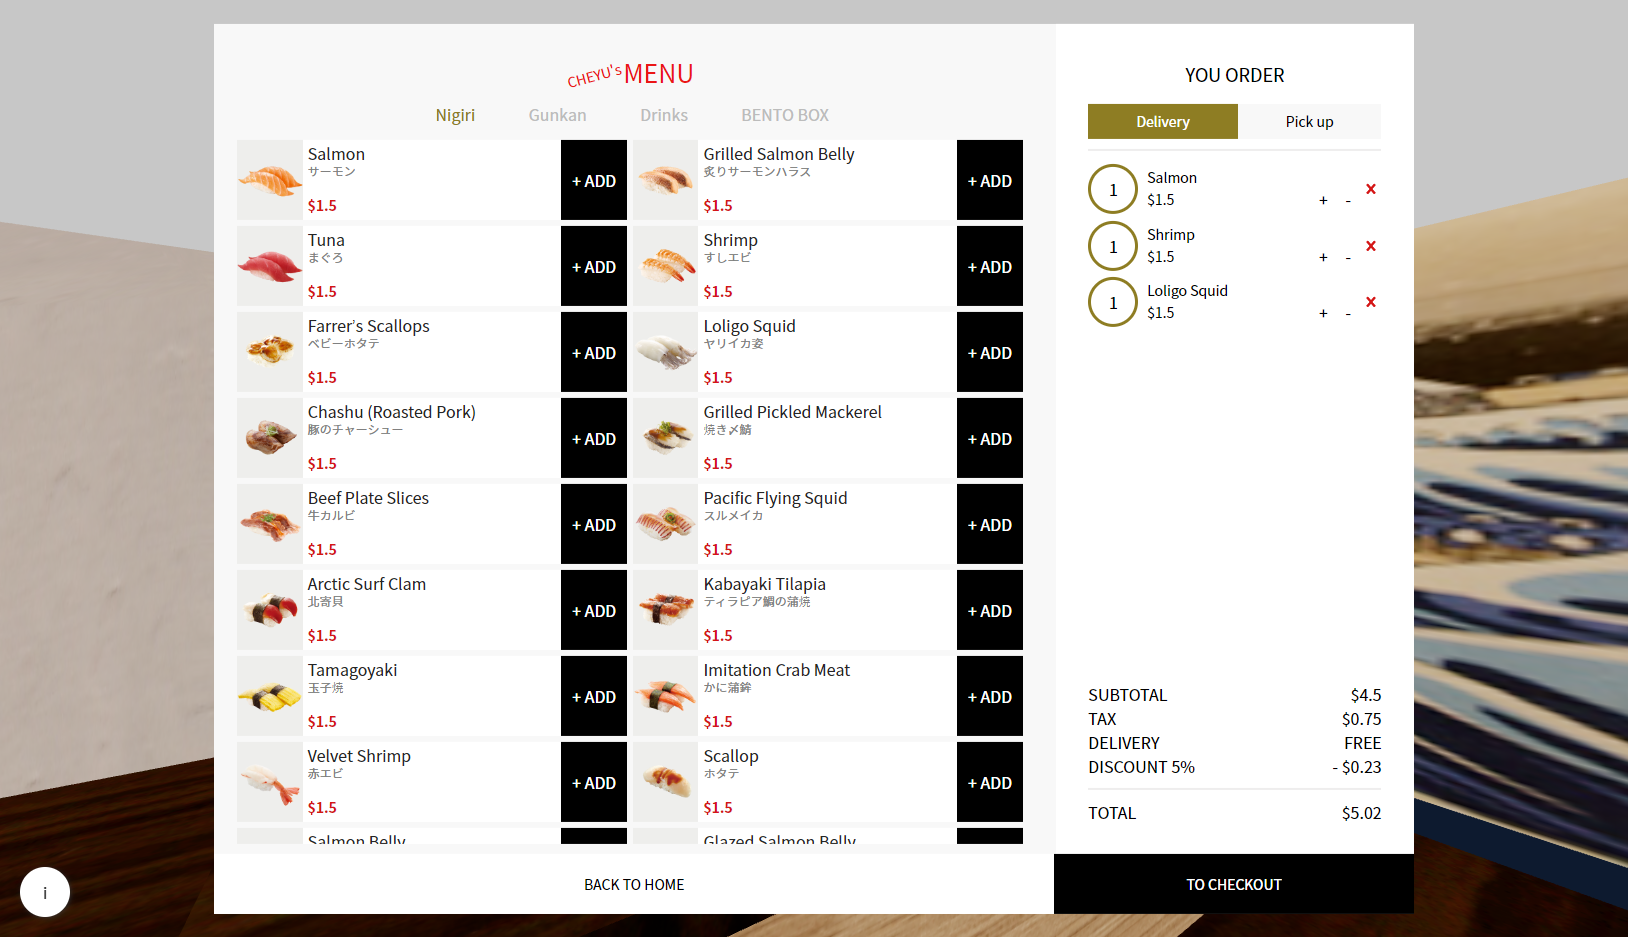 CHEYU's MENU
Nigiri Gunkan Drinks BENTO BOX
Salmon
サーモン
$1.5
+ ADD
Grilled Salmon Belly
炙りサーモンハラス
$1.5
+ ADD
Tuna
まぐろ
$1.5
+ ADD
Shrimp
すしエビ
$1.5
+ ADD
Farrer's Scallops
ベビーホタテ
$1.5
+ ADD
Loligo Squid
ヤリイカ姿
$1.5
+ ADD
Chashu (Roasted Pork)
豚のチャーシュー
$1.5
+ ADD
Grilled Pickled Mackerel
焼き〆鯖
$1.5
+ ADD
Beef Plate Slices
牛カルビ
$1.5
+ ADD
Pacific Flying Squid
スルメイカ
$1.5
+ ADD
Arctic Surf Clam
北寄貝
$1.5
+ ADD
Kabayaki Tilapia
ティラピア鯛の蒲焼
$1.5
+ ADD
Tamagoyaki
玉子焼
$1.5
+ ADD
Imitation Crab Meat
かに蒲鉾
$1.5
+ ADD
Velvet Shrimp
赤エビ
$1.5
+ ADD
Scallop
ホタテ
$1.5
+ ADD
Salmon Belly
Glazed Salmon Belly
BACK TO HOME
YOU ORDER
Delivery Pick up
1 Salmon
$1.5 + - x
1 Shrimp
$1.5 + - x
1 Loligo Squid
$1.5 + - x
SUBTOTAL $4.5
TAX $0.75
DELIVERY FREE
DISCOUNT 5% - $0.23
TOTAL $5.02
TO CHECKOUT
i